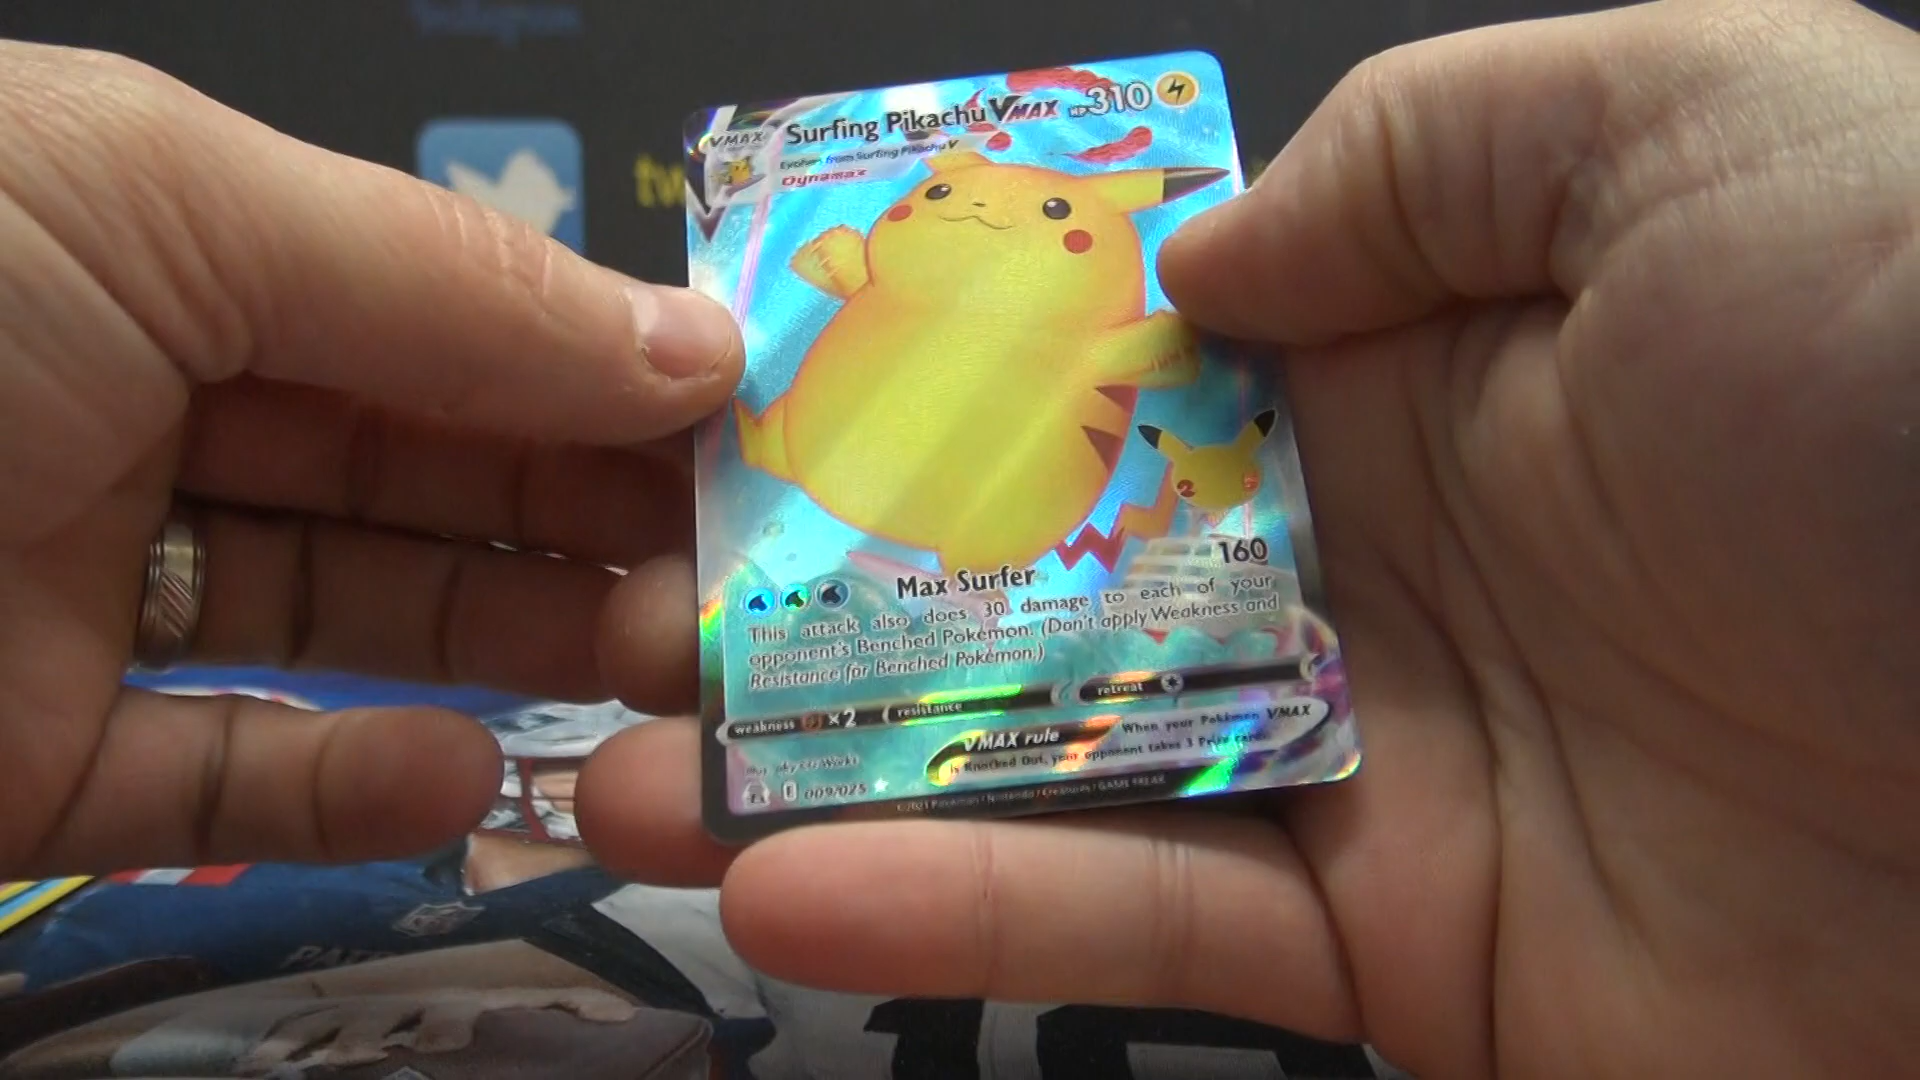 Instagram
tw
VMAX
Surfing Pikachu VMAX HP 310
Evolves from Surfing Pikachu V
Dynamax
Max Surfer 160
This attack also does 30 damage to each of your
opponent's Benched Pokémon. (Don't apply Weakness and
Resistance for Benched Pokémon.)
weakness ×2 resistance retreat
VMAX rule When your Pokémon VMAX
is Knocked Out, your opponent takes 3 Prize cards.
E 009/025
©2021 Pokémon / Nintendo / Creatures / GAME FREAK
NFL